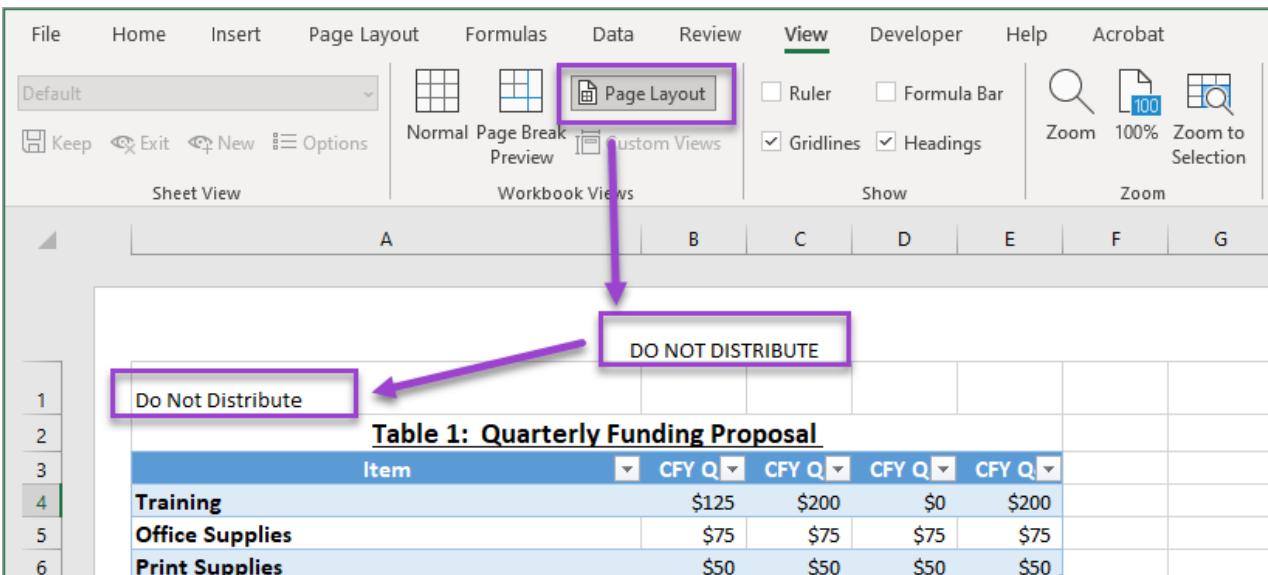 File Home Insert Page Layout Formulas Data Review View Developer Help Acrobat
Default
Keep Exit New Options
Sheet View
Normal
Page Break
Preview
Page Layout
Custom Views
Workbook Views
Ruler Formula Bar
Gridlines Headings
Show
Zoom
100
100%
Zoom to
Selection
Zoom
A B C D E F G
DO NOT DISTRIBUTE
1 Do Not Distribute
2 Table 1: Quarterly Funding Proposal
3 Item CFY Q CFY Q CFY Q CFY Q
4 Training $125 $200 $0 $200
5 Office Supplies $75 $75 $75 $75
6 Print Supplies $50 $50 $50 $50